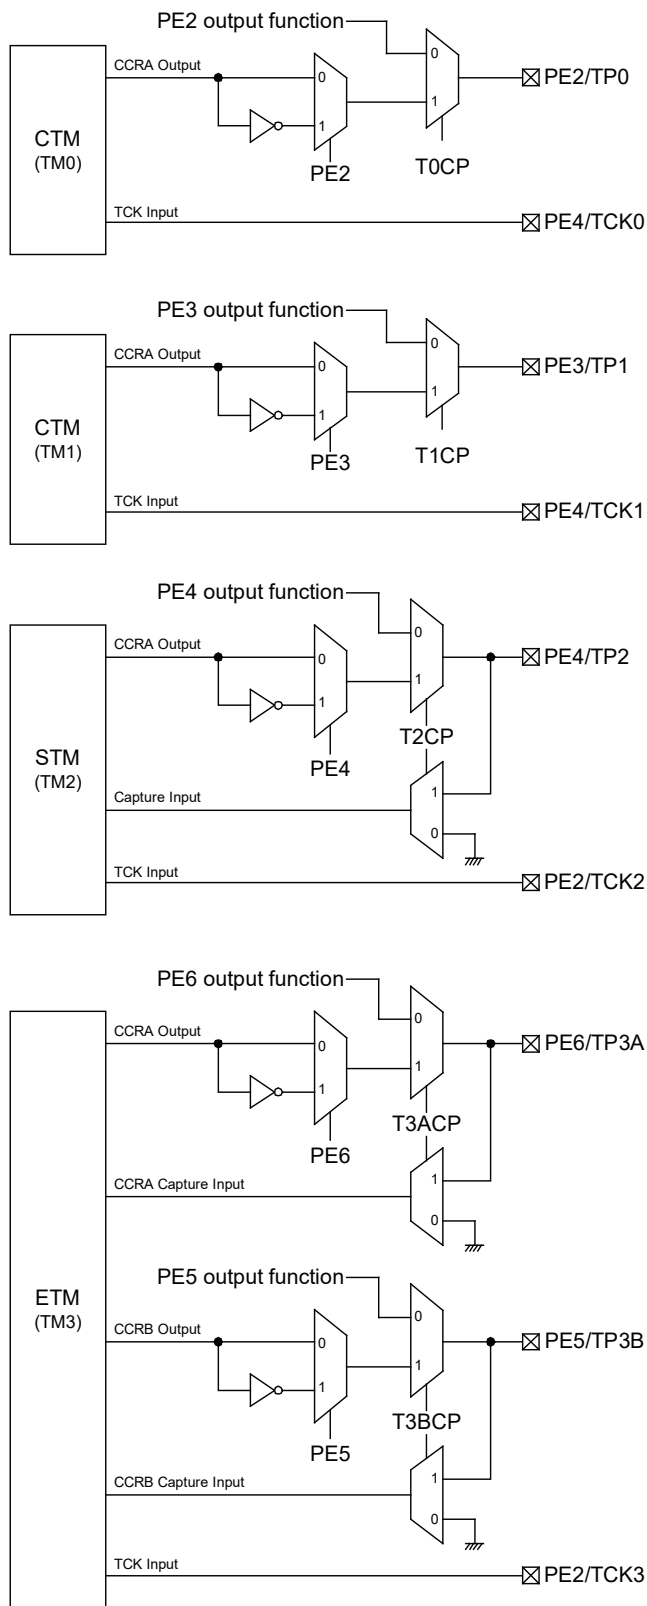 PE2 output function
CCRA Output
0
0
PE2/TP0
1
CTM
(TM0)
1
PE2
T0CP
TCK Input
PE4/TCK0
PE3 output function
0
CCRA Output
0
PE3/TP1
1
CTM
(TM1)
1
PE3
T1CP
TCK Input
PE4/TCK1
PE4 output function
0
CCRA Output
0
PE4/TP2
1
1
T2CP
STM
(TM2)
PE4
Capture Input
1
0
TCK Input
PE2/TCK2
PE6 output function
0
CCRA Output
0
PE6/TP3A
1
1
T3ACP
PE6
CCRA Capture Input
1
0
PE5 output function
ETM
(TM3)
0
CCRB Output
0
PE5/TP3B
1
1
T3BCP
PE5
CCRB Capture Input
1
0
TCK Input
PE2/TCK3